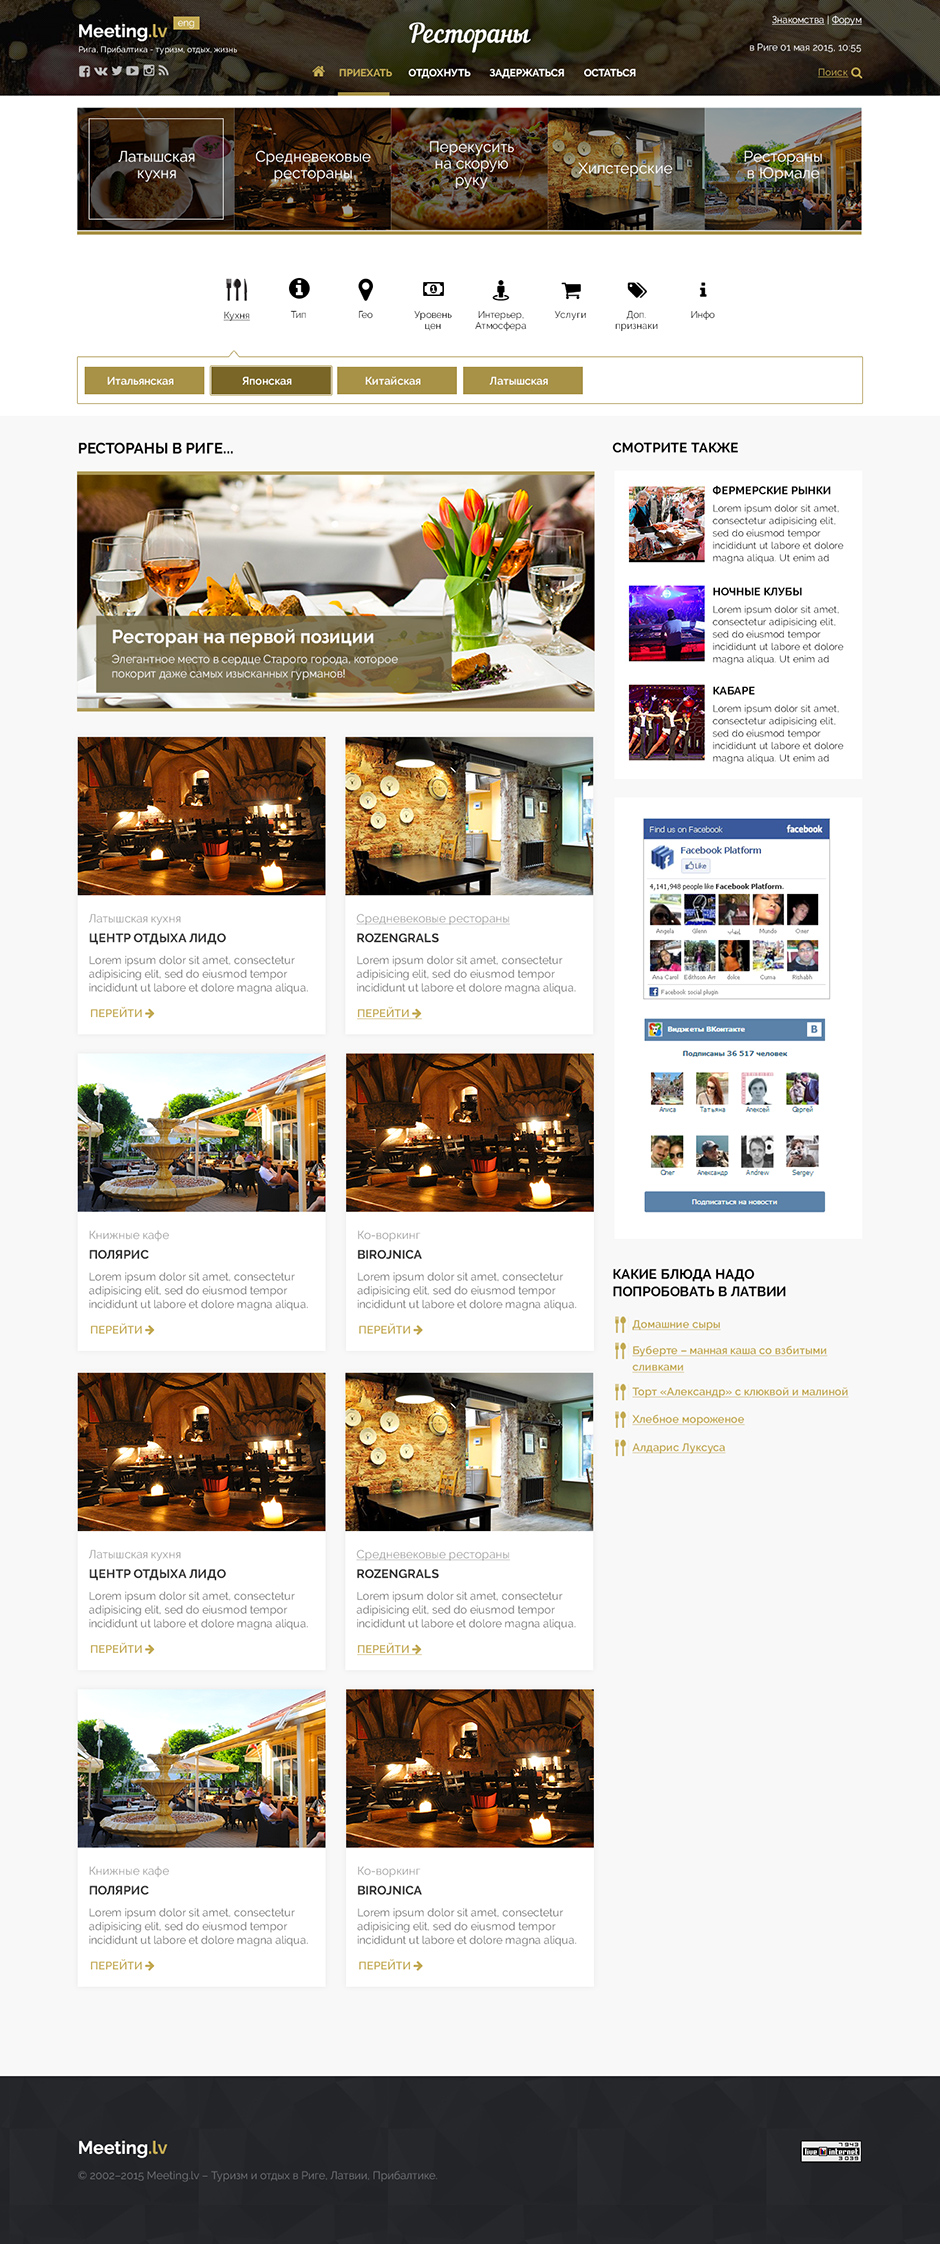 Meeting.lv eng
Рига, Прибалтика - туризм, отдых, жизнь
Рестораны
Знакомства | Форум
в Риге 01 мая 2015, 10:55
ПРИЕХАТЬ ОТДОХНУТЬ ЗАДЕРЖАТЬСЯ ОСТАТЬСЯ
Поиск
Латышская
кухня
Средневековые
рестораны
Перекусить
на скорую
руку
Хипстерские
Рестораны
в Юрмале
Кухня
Тип
Гео
Уровень
цен
Интерьер,
Атмосфера
Услуги
Доп.
признаки
Инфо
Итальянская
Японская
Китайская
Латышская
РЕСТОРАНЫ В РИГЕ...
Ресторан на первой позиции
Элегантное место в сердце Старого города, которое
покорит даже самых изысканных гурманов!
Латышская кухня
ЦЕНТР ОТДЫХА ЛИДО
Lorem ipsum dolor sit amet, consectetur
adipisicing elit, sed do eiusmod tempor
incididunt ut labore et dolore magna aliqua.
ПЕРЕЙТИ
Средневековые рестораны
ROZENGRALS
Lorem ipsum dolor sit amet, consectetur
adipisicing elit, sed do eiusmod tempor
incididunt ut labore et dolore magna aliqua.
ПЕРЕЙТИ
Книжные кафе
ПОЛЯРИС
Lorem ipsum dolor sit amet, consectetur
adipisicing elit, sed do eiusmod tempor
incididunt ut labore et dolore magna aliqua.
ПЕРЕЙТИ
Ко-воркинг
BIROJNICA
Lorem ipsum dolor sit amet, consectetur
adipisicing elit, sed do eiusmod tempor
incididunt ut labore et dolore magna aliqua.
ПЕРЕЙТИ
Латышская кухня
ЦЕНТР ОТДЫХА ЛИДО
Lorem ipsum dolor sit amet, consectetur
adipisicing elit, sed do eiusmod tempor
incididunt ut labore et dolore magna aliqua.
ПЕРЕЙТИ
Средневековые рестораны
ROZENGRALS
Lorem ipsum dolor sit amet, consectetur
adipisicing elit, sed do eiusmod tempor
incididunt ut labore et dolore magna aliqua.
ПЕРЕЙТИ
Книжные кафе
ПОЛЯРИС
Lorem ipsum dolor sit amet, consectetur
adipisicing elit, sed do eiusmod tempor
incididunt ut labore et dolore magna aliqua.
ПЕРЕЙТИ
Ко-воркинг
BIROJNICA
Lorem ipsum dolor sit amet, consectetur
adipisicing elit, sed do eiusmod tempor
incididunt ut labore et dolore magna aliqua.
ПЕРЕЙТИ
СМОТРИТЕ ТАКЖЕ
ФЕРМЕРСКИЕ РЫНКИ
Lorem ipsum dolor sit amet,
consectetur adipisicing elit,
sed do eiusmod tempor
incididunt ut labore et dolore
magna aliqua. Ut enim ad
НОЧНЫЕ КЛУБЫ
Lorem ipsum dolor sit amet,
consectetur adipisicing elit,
sed do eiusmod tempor
incididunt ut labore et dolore
magna aliqua. Ut enim ad
КАБАРЕ
Lorem ipsum dolor sit amet,
consectetur adipisicing elit,
sed do eiusmod tempor
incididunt ut labore et dolore
magna aliqua. Ut enim ad
Find us on Facebook facebook
Facebook Platform
Like
4,141,948 people like Facebook Platform.
Angela Glenn Mundo Олег
Ana Carol Edithson Arr dolce Cuma Rishabh
Facebook social plugin
Виджеты ВКонтакте B
Подписаны 36 517 человек
Алиса Татьяна Алексей Сергей
Олег Александр Andrew Sergey
Подписаться на новости
КАКИЕ БЛЮДА НАДО
ПОПРОБОВАТЬ В ЛАТВИИ
Домашние сыры
Буберте – манная каша со взбитыми
сливками
Торт «Александр» с клюквой и малиной
Хлебное мороженое
Алдарис Луксуса
Meeting.lv
© 2002–2015 Meeting.lv – Туризм и отдых в Риге, Латвии, Прибалтике.
7943
live internet
3039